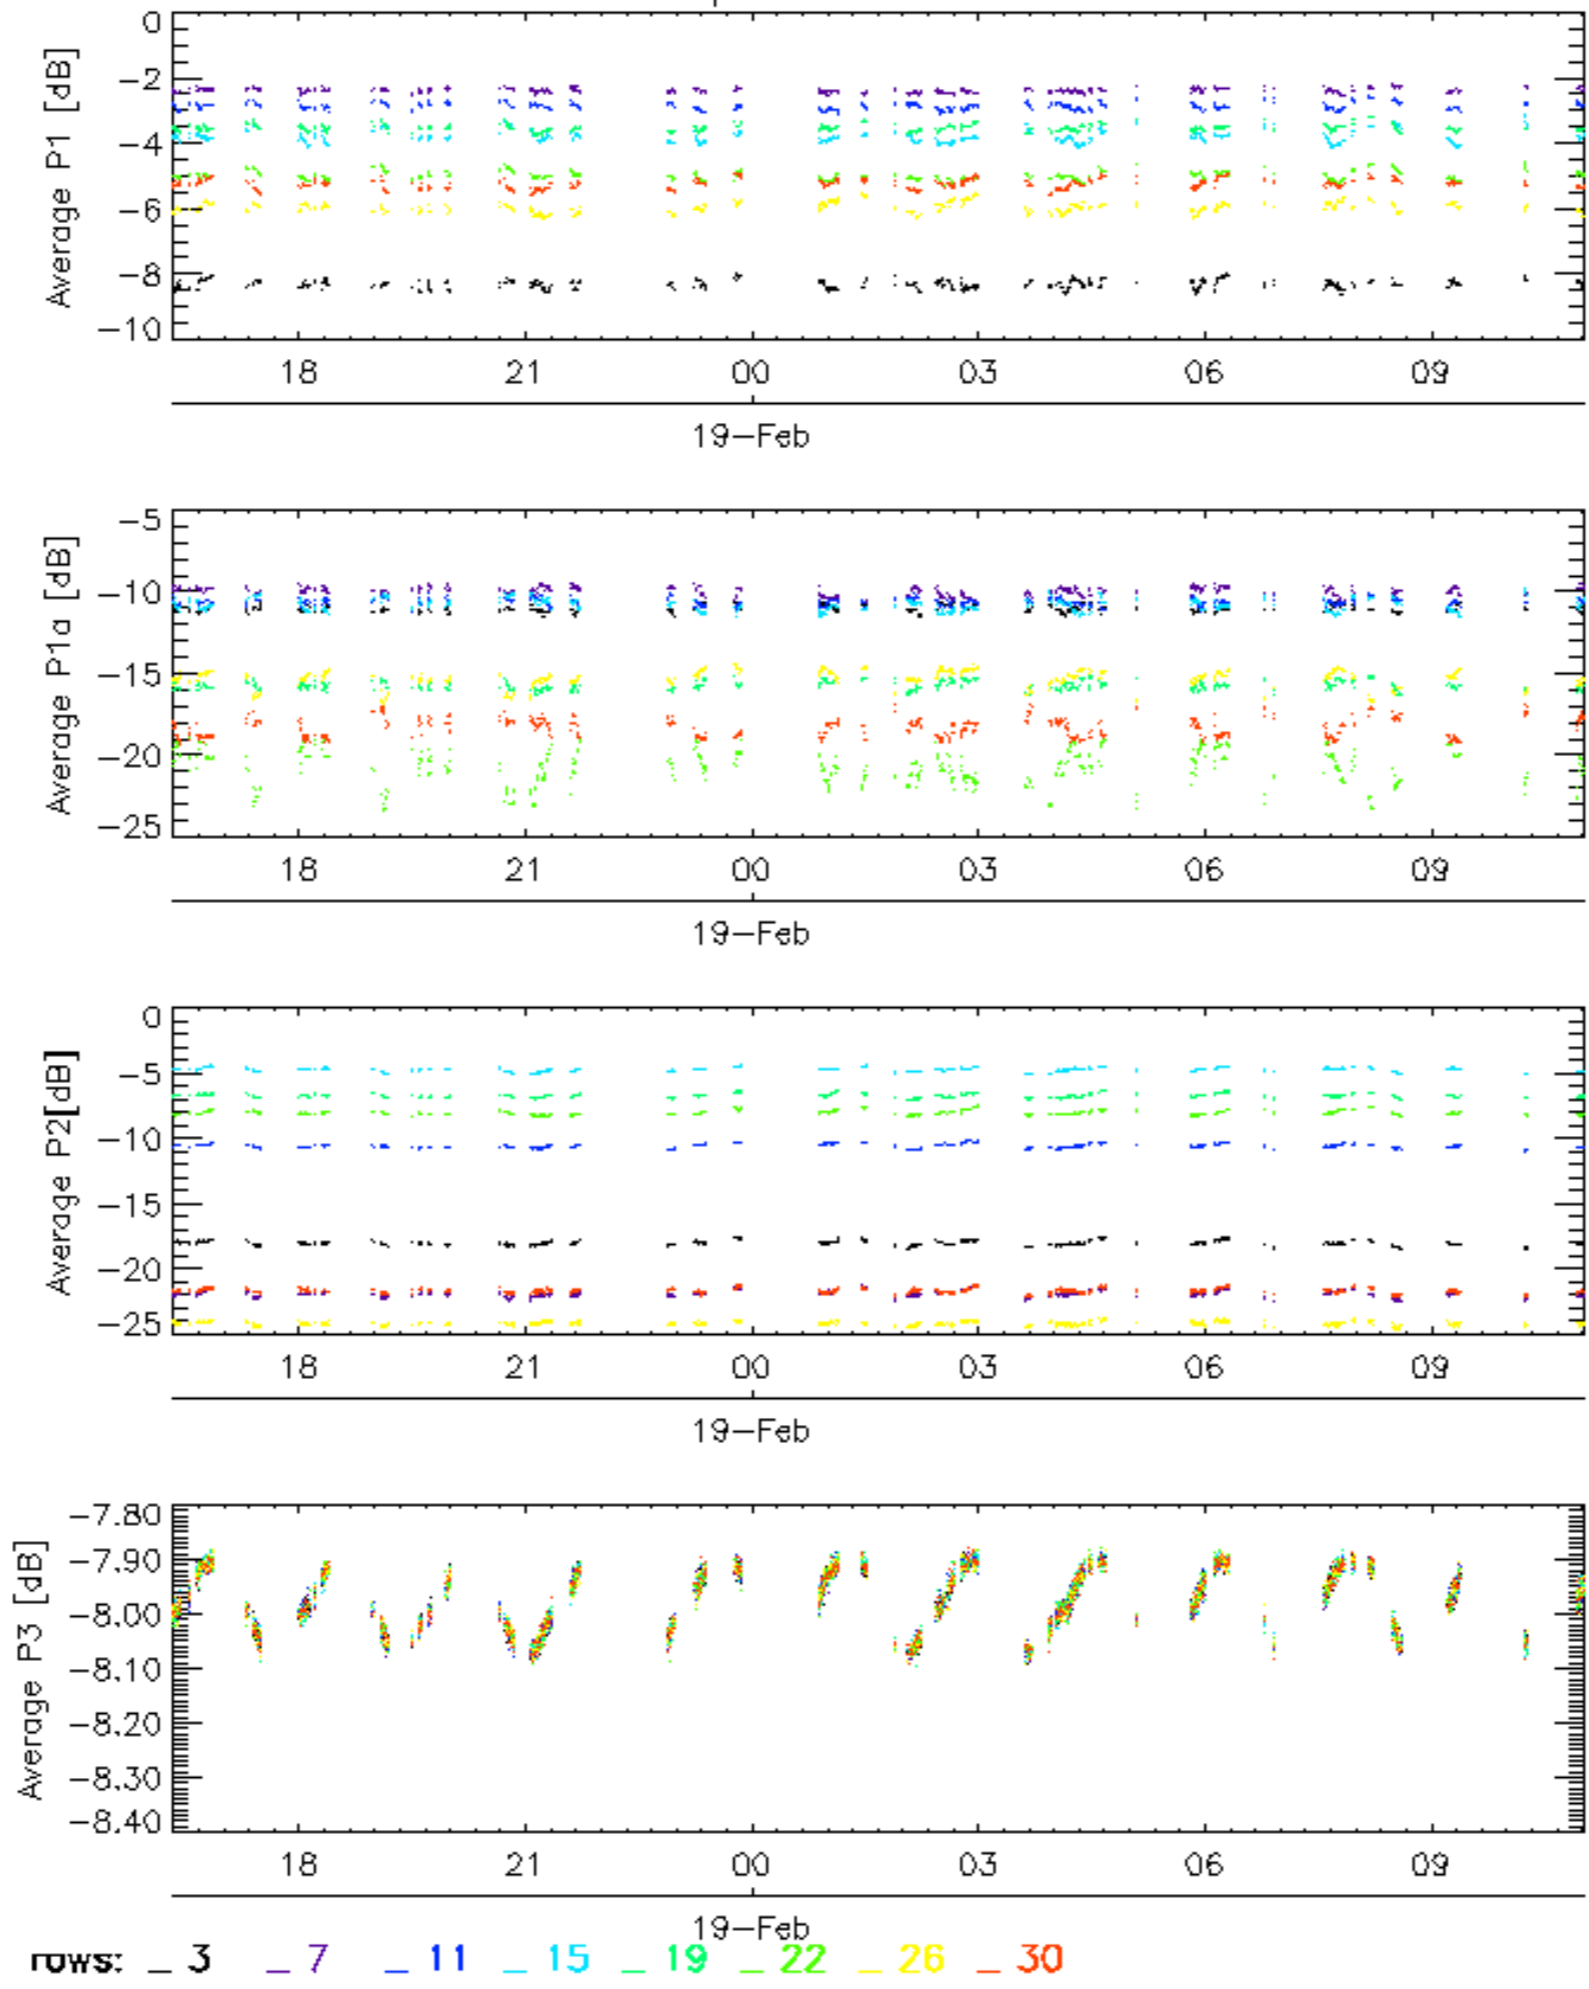 Average P1 [dB]
0
−2
−4
−6
−8
−10
18 21 00 03 06 09
19−Feb
Average P1a [dB]
−5
−10
−15
−20
−25
18 21 00 03 06 09
19−Feb
Average P2[dB]
0
−5
−10
−15
−20
−25
18 21 00 03 06 09
19−Feb
Average P3 [dB]
−7.80
−7.90
−8.00
−8.10
−8.20
−8.30
−8.40
18 21 00 03 06 09
19−Feb
rows: _ 3 _ 7 _ 11 _ 15 _ 19 _ 22 _ 26 _ 30